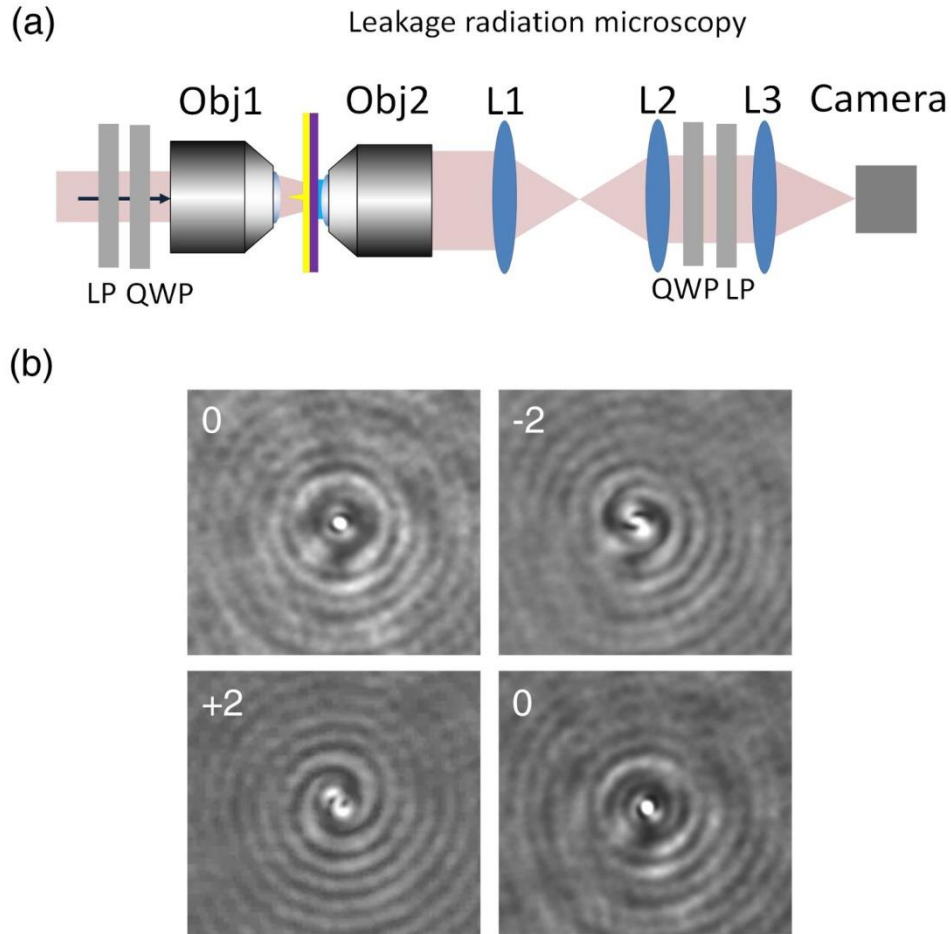 (a)
Leakage radiation microscopy
Obj1 Obj2 L1 L2 L3 Camera
LP QWP QWP LP
(b)
0 -2
+2 0